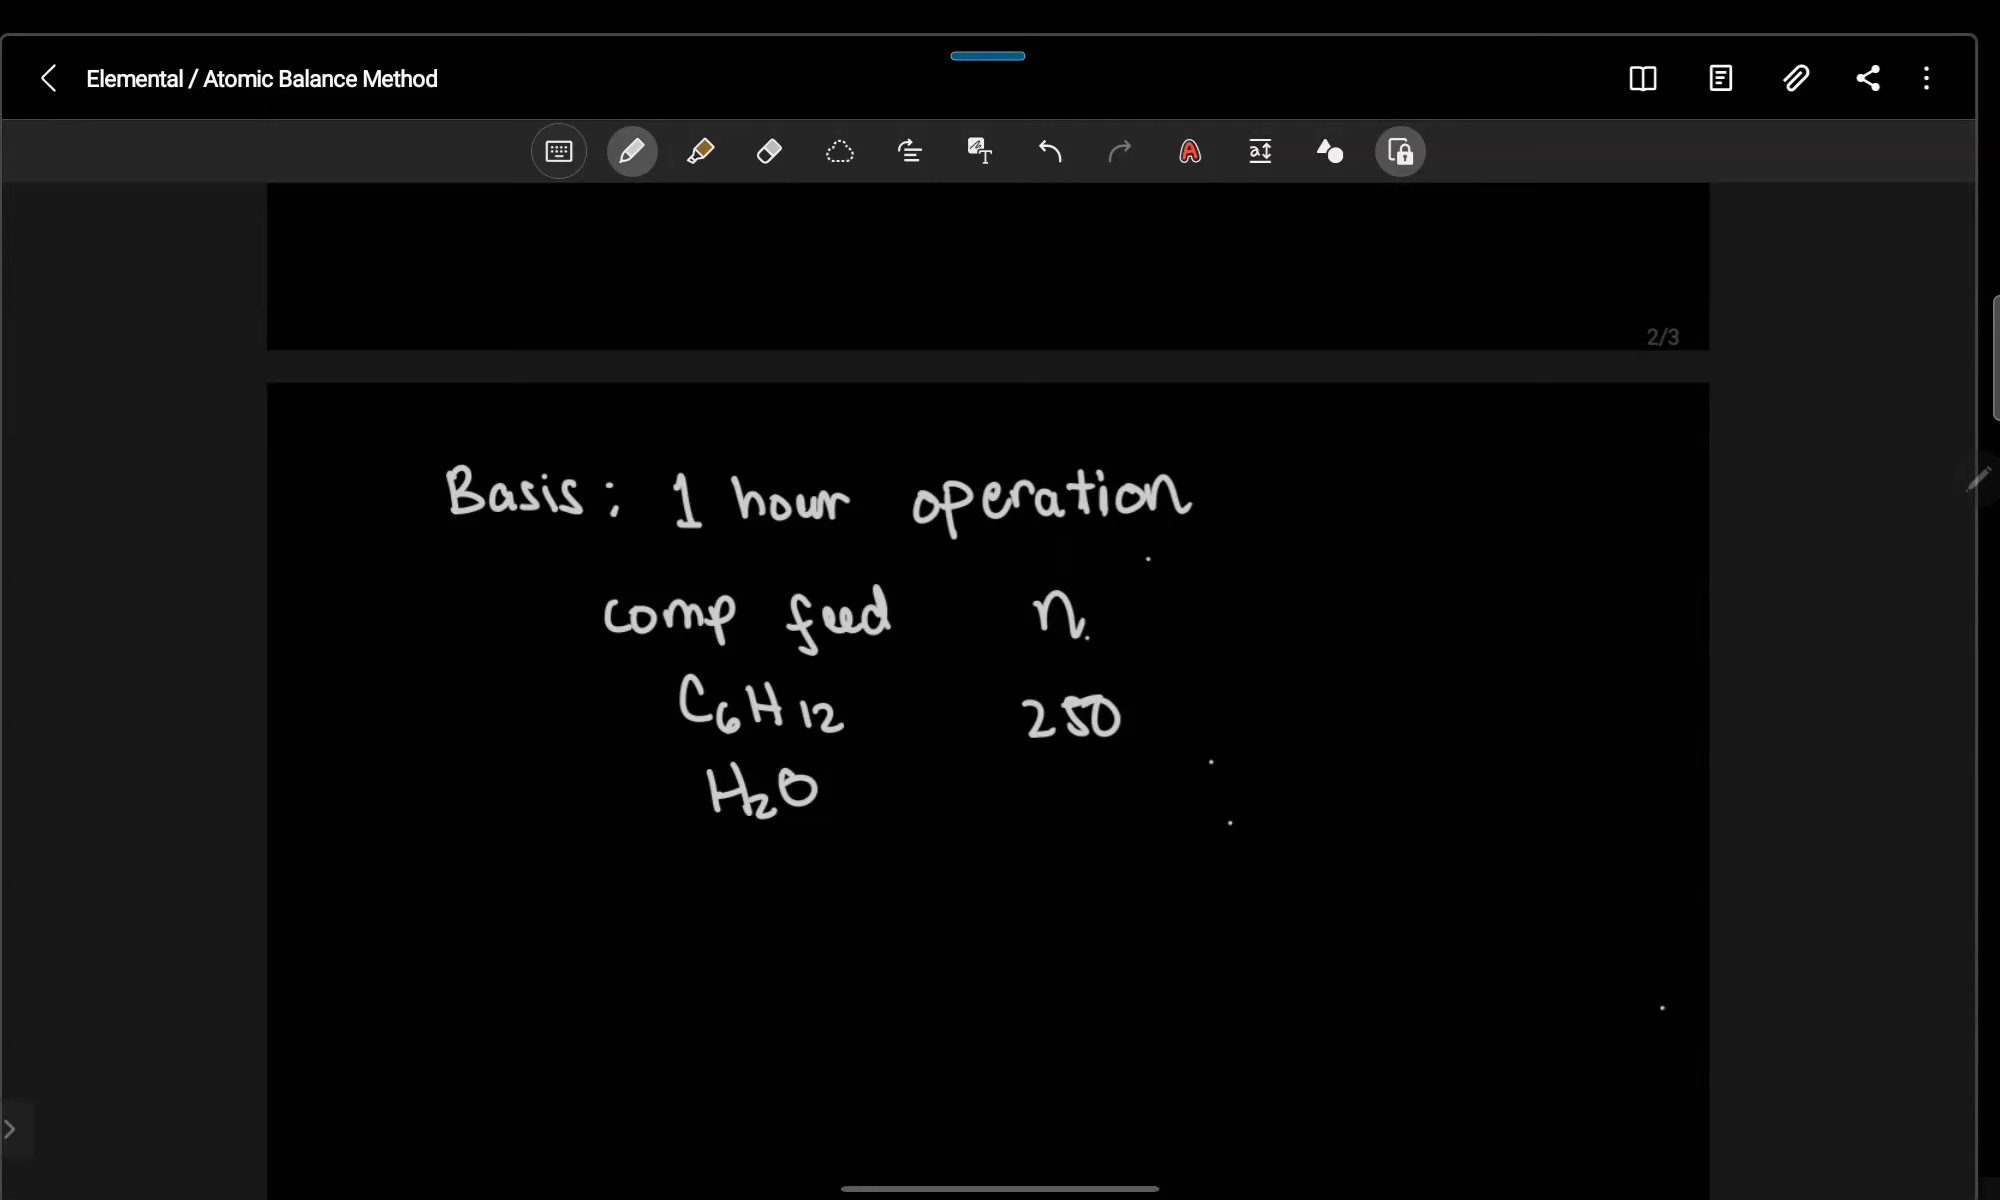 Elemental / Atomic Balance Method
2/3
Basis: 1 hour operation
comp feed n
C₆H₁₂ 250
H₂O